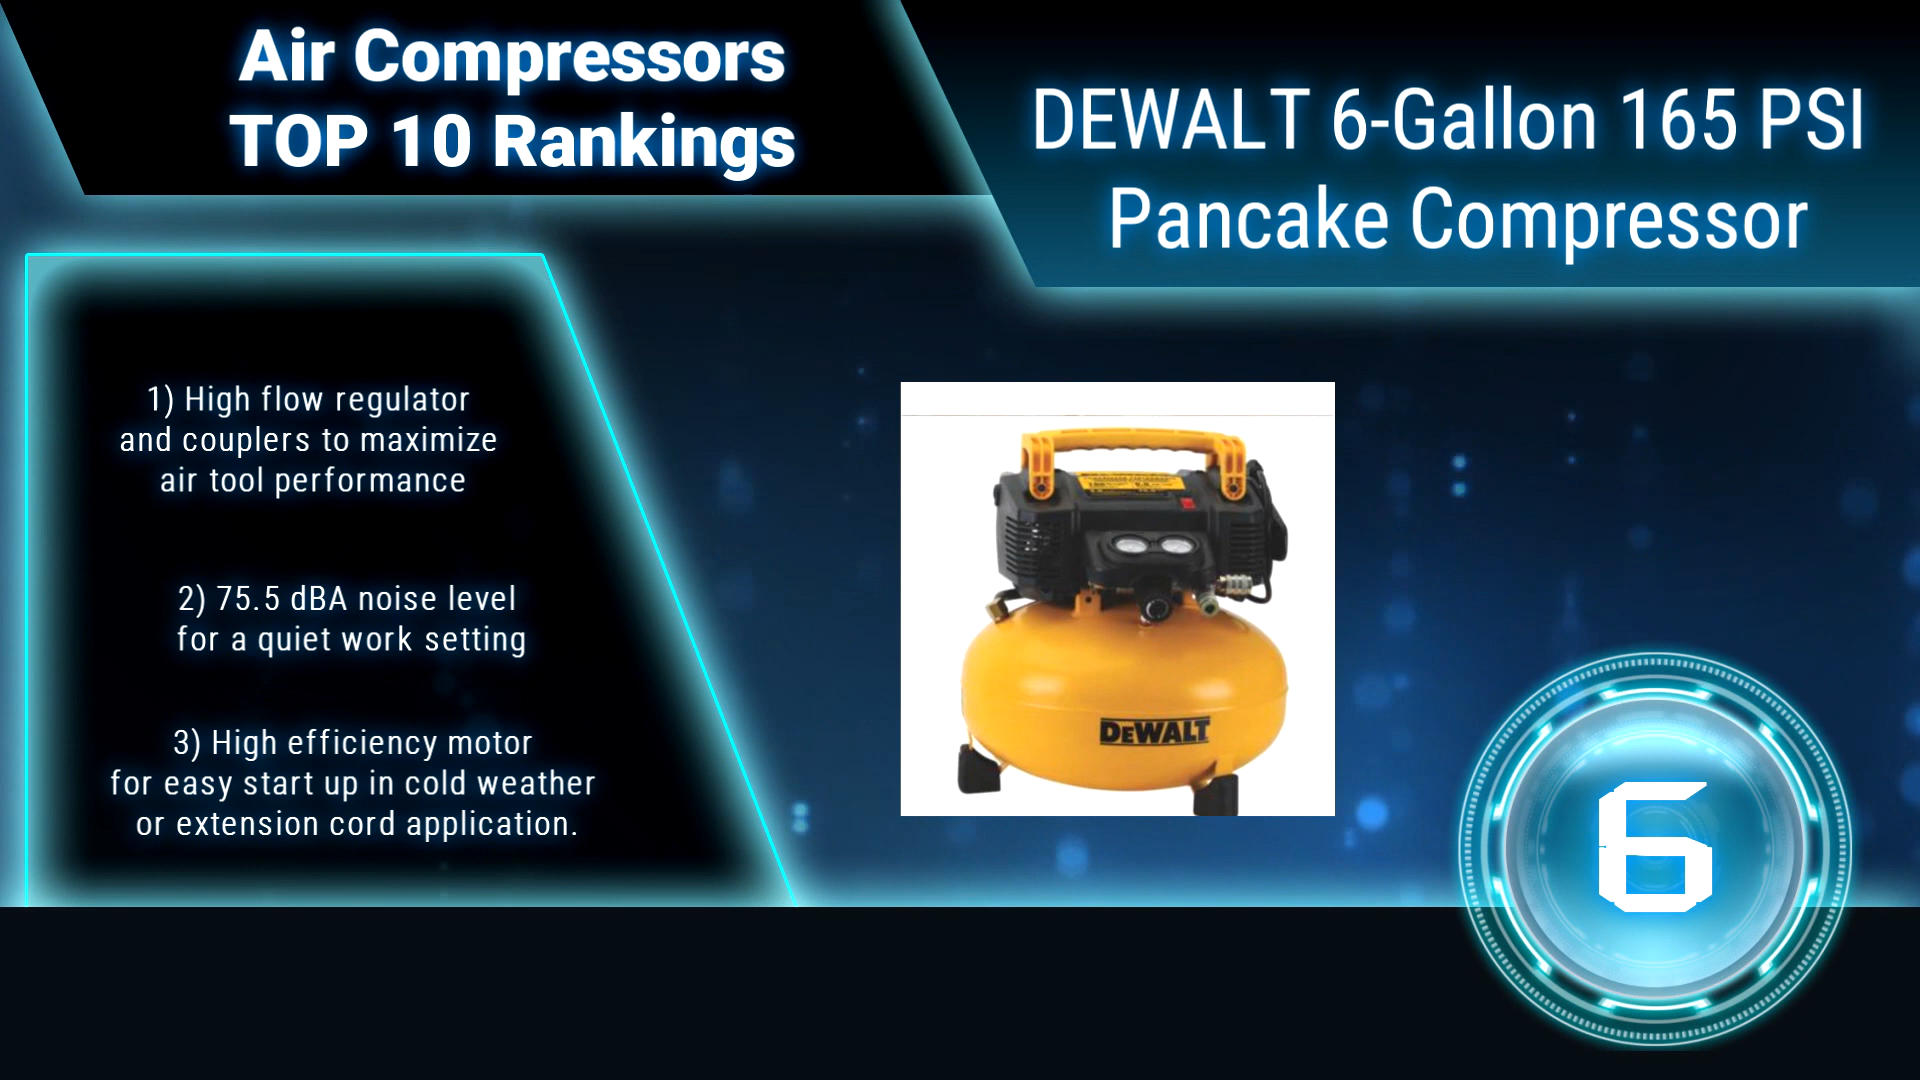 Air Compressors
TOP 10 Rankings
DEWALT 6-Gallon 165 PSI
Pancake Compressor
1) High flow regulator
and couplers to maximize
air tool performance
2) 75.5 dBA noise level
for a quiet work setting
3) High efficiency motor
for easy start up in cold weather
or extension cord application.
DEWALT
6